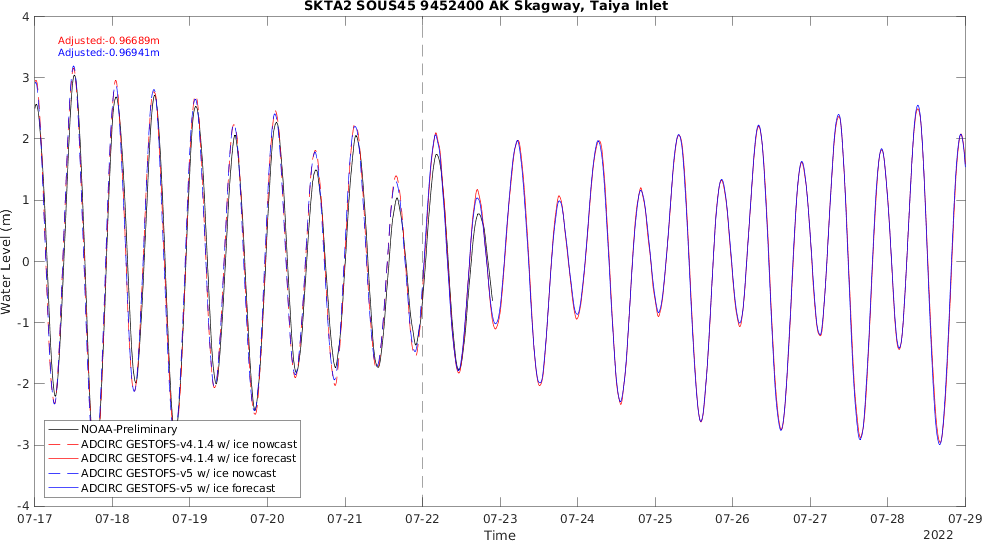 SKTA2 SOUS45 9452400 AK Skagway, Taiya Inlet
Adjusted:-0.96689m
Adjusted:-0.96941m
4
3
2
1
0
-1
-2
-3
-4
Water Level (m)
NOAA-Preliminary
ADCIRC GESTOFS-v4.1.4 w/ ice nowcast
ADCIRC GESTOFS-v4.1.4 w/ ice forecast
ADCIRC GESTOFS-v5 w/ ice nowcast
ADCIRC GESTOFS-v5 w/ ice forecast
07-17 07-18 07-19 07-20 07-21 07-22 07-23 07-24 07-25 07-26 07-27 07-28 07-29
Time
2022